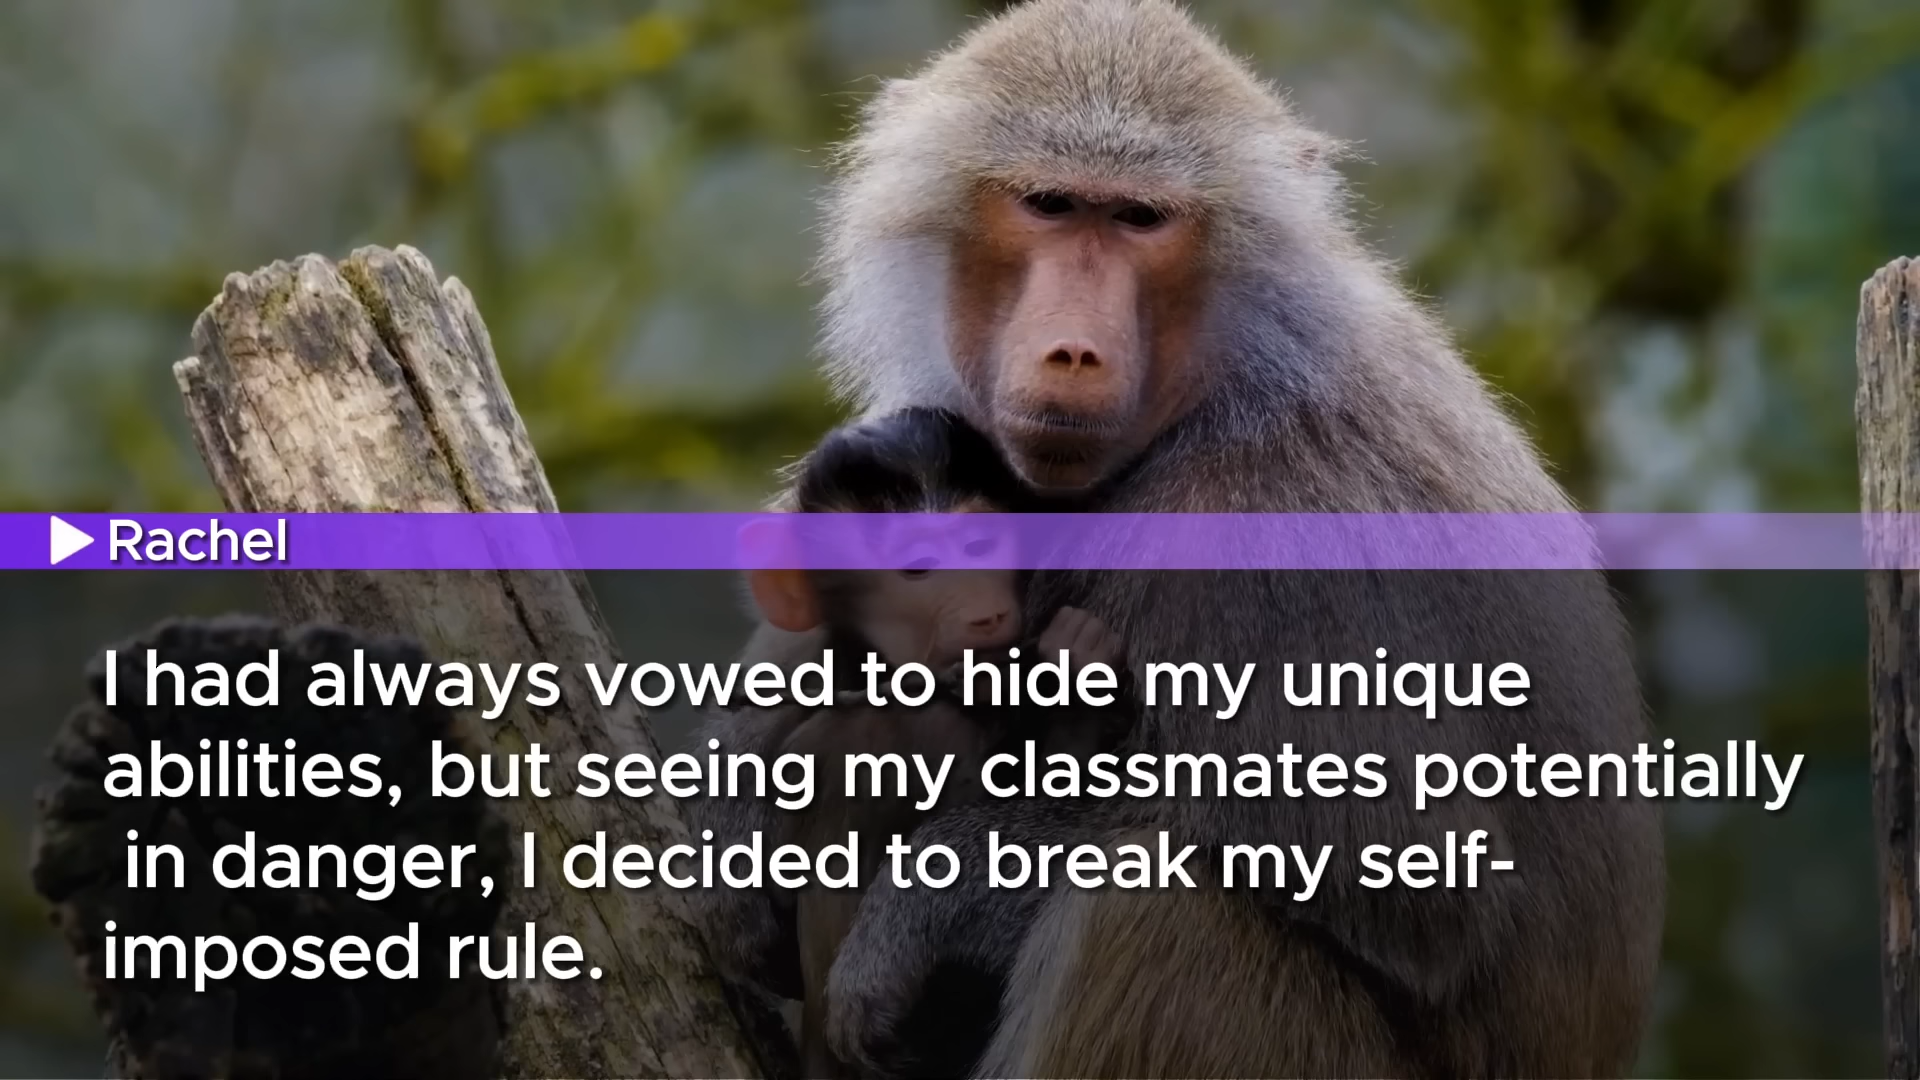 Rachel
I had always vowed to hide my unique
abilities, but seeing my classmates potentially
in danger, I decided to break my self-
imposed rule.